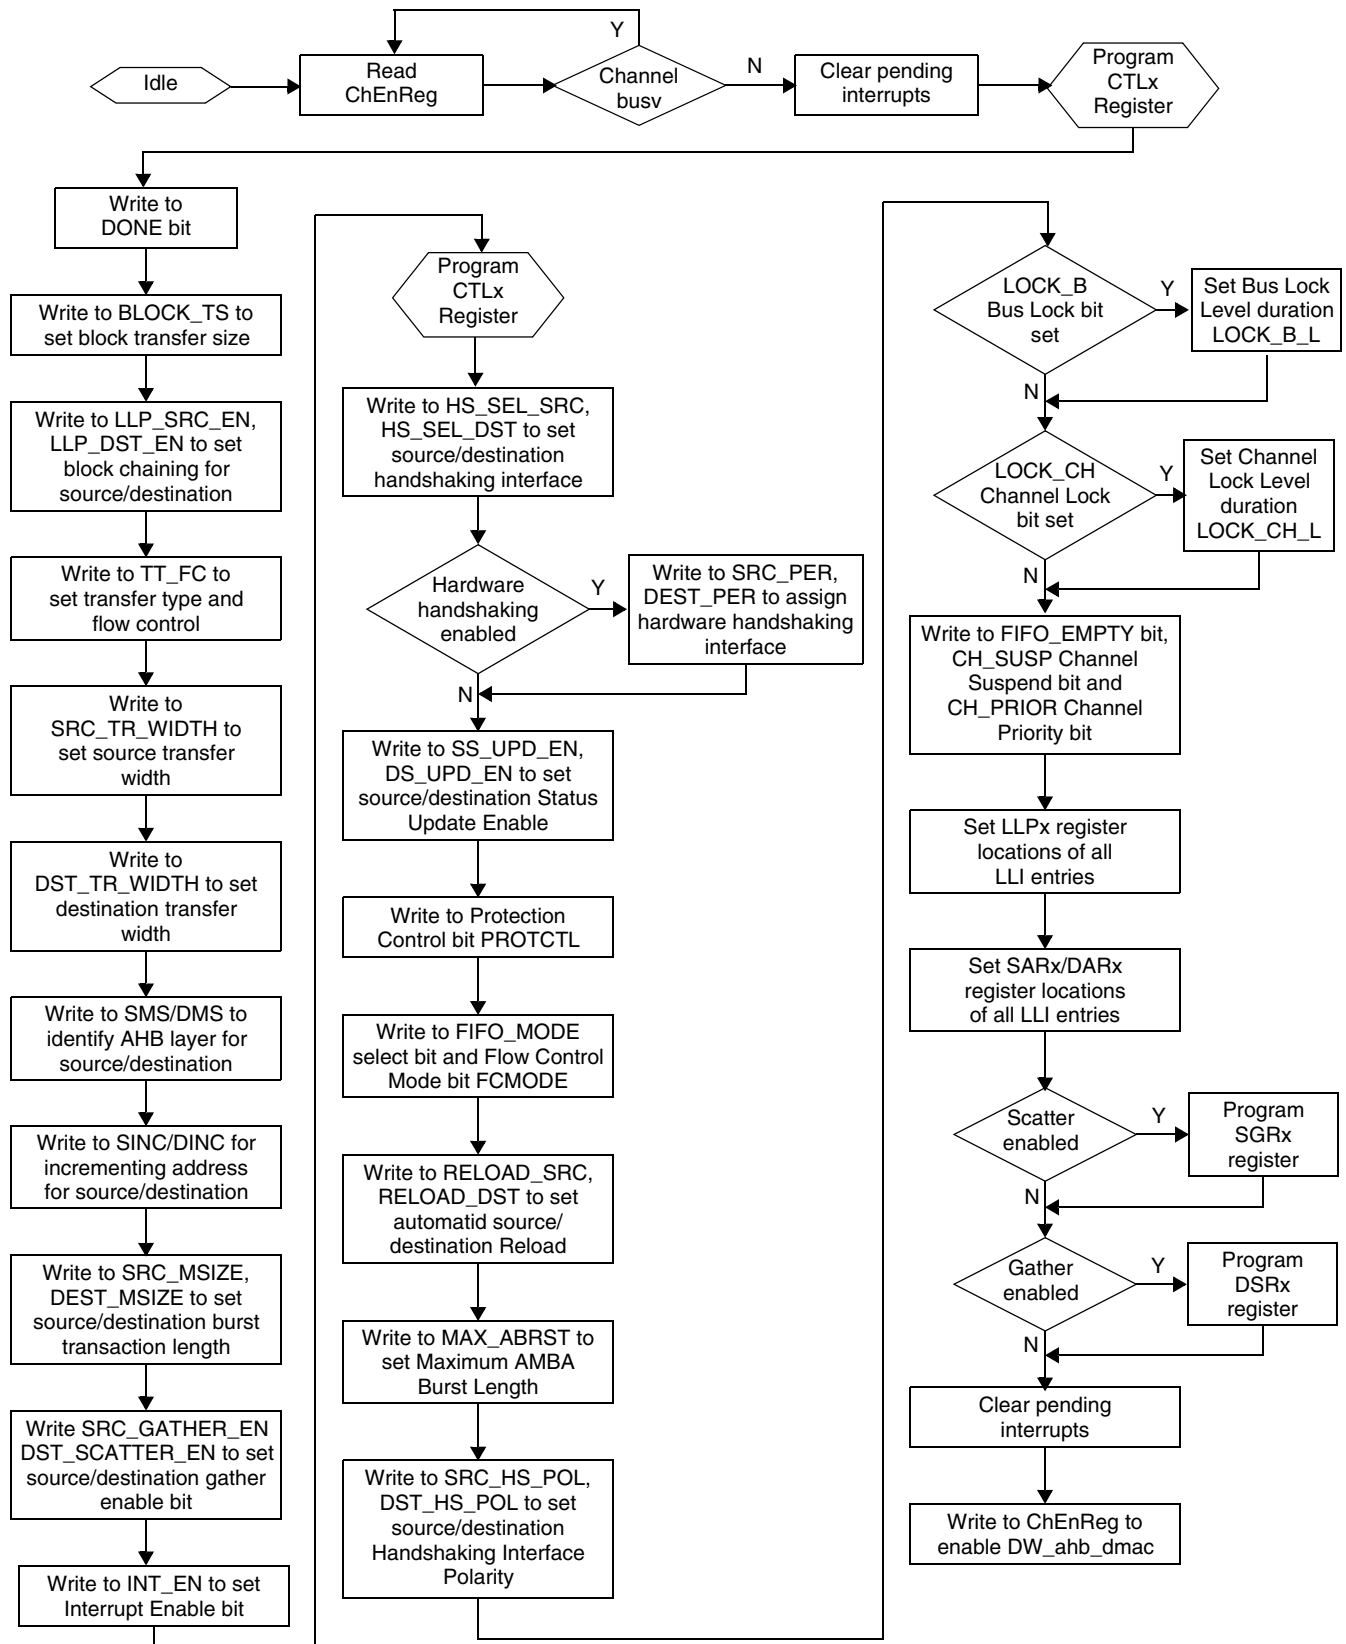 Idle
Read
ChEnReg
Y
Channel
busv
N
Clear pending
interrupts
Program
CTLx
Register
Write to
DONE bit
Write to BLOCK_TS to
set block transfer size
Write to LLP_SRC_EN,
LLP_DST_EN to set
block chaining for
source/destination
Write to TT_FC to
set transfer type and
flow control
Write to
SRC_TR_WIDTH to
set source transfer
width
Write to
DST_TR_WIDTH to set
destination transfer
width
Write to SMS/DMS to
identify AHB layer for
source/destination
Write to SINC/DINC for
incrementing address
for source/destination
Write to SRC_MSIZE,
DEST_MSIZE to set
source/destination burst
transaction length
Write SRC_GATHER_EN
DST_SCATTER_EN to set
source/destination gather
enable bit
Write to INT_EN to set
Interrupt Enable bit
Program
CTLx
Register
Write to HS_SEL_SRC,
HS_SEL_DST to set
source/destination
handshaking interface
Hardware
handshaking
enabled
Y
Write to SRC_PER,
DEST_PER to assign
hardware handshaking
interface
N
Write to SS_UPD_EN,
DS_UPD_EN to set
source/destination Status
Update Enable
Write to Protection
Control bit PROTCTL
Write to FIFO_MODE
select bit and Flow Control
Mode bit FCMODE
Write to RELOAD_SRC,
RELOAD_DST to set
automatid source/
destination Reload
Write to MAX_ABRST to
set Maximum AMBA
Burst Length
Write to SRC_HS_POL,
DST_HS_POL to set
source/destination
Handshaking Interface
Polarity
LOCK_B
Bus Lock bit
set
Y
Set Bus Lock
Level duration
LOCK_B_L
N
LOCK_CH
Channel Lock
bit set
Y
Set Channel
Lock Level
duration
LOCK_CH_L
N
Write to FIFO_EMPTY bit,
CH_SUSP Channel
Suspend bit and
CH_PRIOR Channel
Priority bit
Set LLPx register
locations of all
LLI entries
Set SARx/DARx
register locations
of all LLI entries
Scatter
enabled
Y
Program
SGRx
register
N
Gather
enabled
Y
Program
DSRx
register
N
Clear pending
interrupts
Write to ChEnReg to
enable DW_ahb_dmac